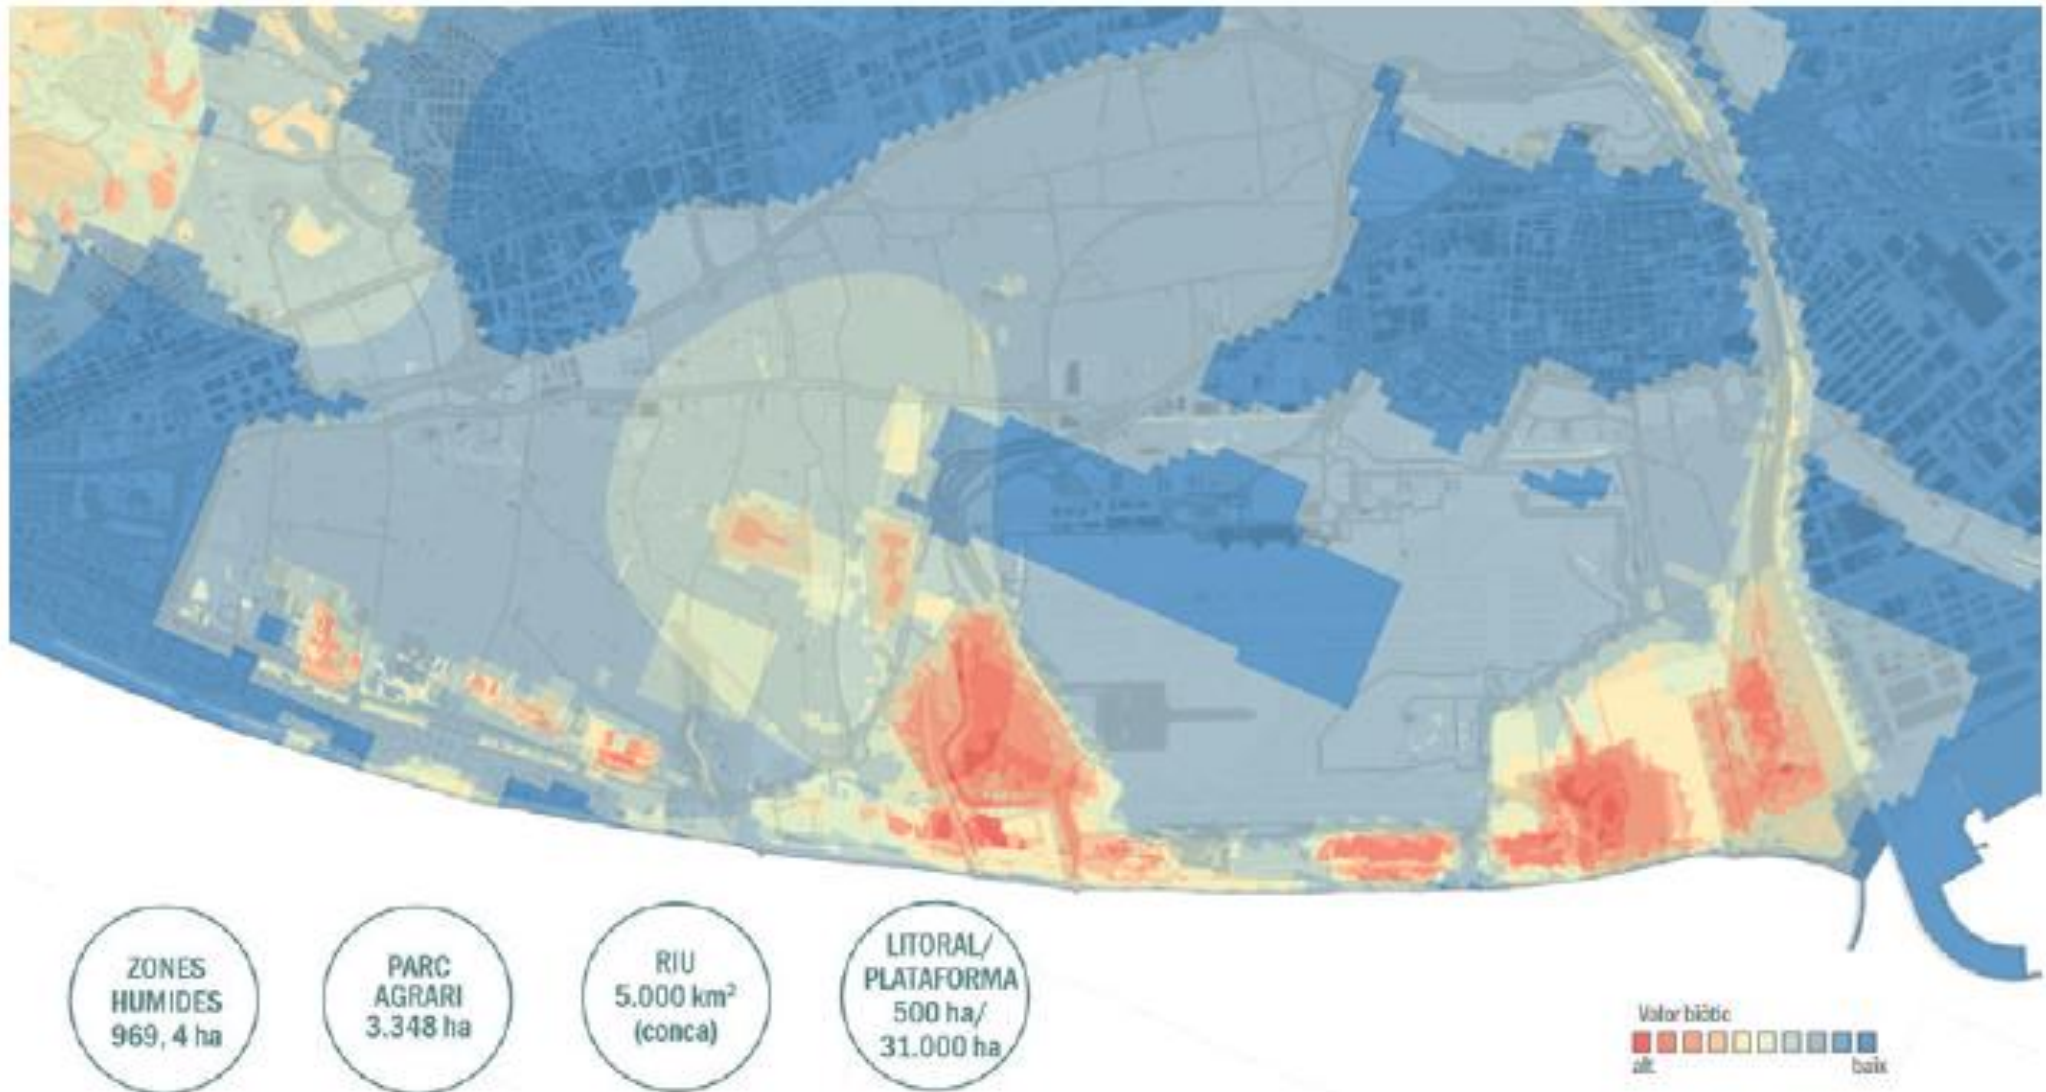 ZONES
HUMIDES
969, 4 ha
PARC
AGRARI
3.348 ha
RIU
5.000 km²
(conca)
LITORAL/
PLATAFORMA
500 ha/
31.000 ha
Valor biòtic
alt
baix